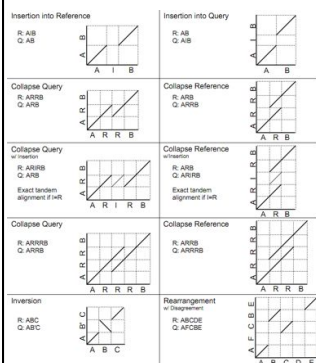 Insertion into Reference
R: AIB
Q: AB
A B
A I B
Insertion into Query
R: AB
Q: AIB
A I B
A B
Collapse Query
R: ARRB
Q: ARB
A R B
A R R B
Collapse Reference
R: ARB
Q: ARRB
A R R B
A R B
Collapse Query
w/ Insertion
R: ARIRB
Q: ARB
Exact tandem
alignment if I=R
A R B
A R I R B
Collapse Reference
w/Insertion
R: ARB
Q: ARIRB
Exact tandem
alignment if I=R
A R I R B
A R B
Collapse Query
R: ARRRB
Q: ARRB
A R R B
A R R R B
Collapse Reference
R: ARRB
Q: ARRRB
A R R R B
A R R B
Inversion
R: ABC
Q: AB'C
A B' C
A B C
Rearrangement
w/ Disagreement
R: ABCDE
Q: AFCBE
A F C B E
A B C D E